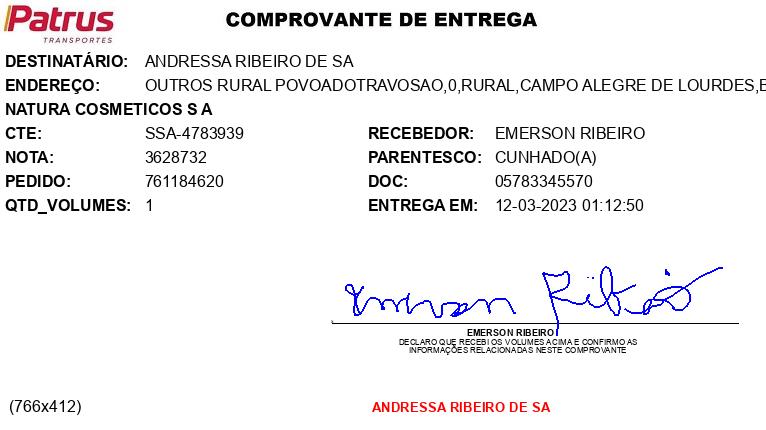 Patrus
TRANSPORTES
COMPROVANTE DE ENTREGA
DESTINATÁRIO: ANDRESSA RIBEIRO DE SA
ENDEREÇO: OUTROS RURAL POVOADOTRAVOSAO,0,RURAL,CAMPO ALEGRE DE LOURDES,B
NATURA COSMETICOS S A
CTE: SSA-4783939 RECEBEDOR: EMERSON RIBEIRO
NOTA: 3628732 PARENTESCO: CUNHADO(A)
PEDIDO: 761184620 DOC: 05783345570
QTD_VOLUMES: 1 ENTREGA EM: 12-03-2023 01:12:50
Emerson Ribeiro
EMERSON RIBEIRO
DECLARO QUE RECEBI OS VOLUMES ACIMA E CONFIRMO AS
INFORMAÇÕES RELACIONADAS NESTE COMPROVANTE
(766x412) ANDRESSA RIBEIRO DE SA